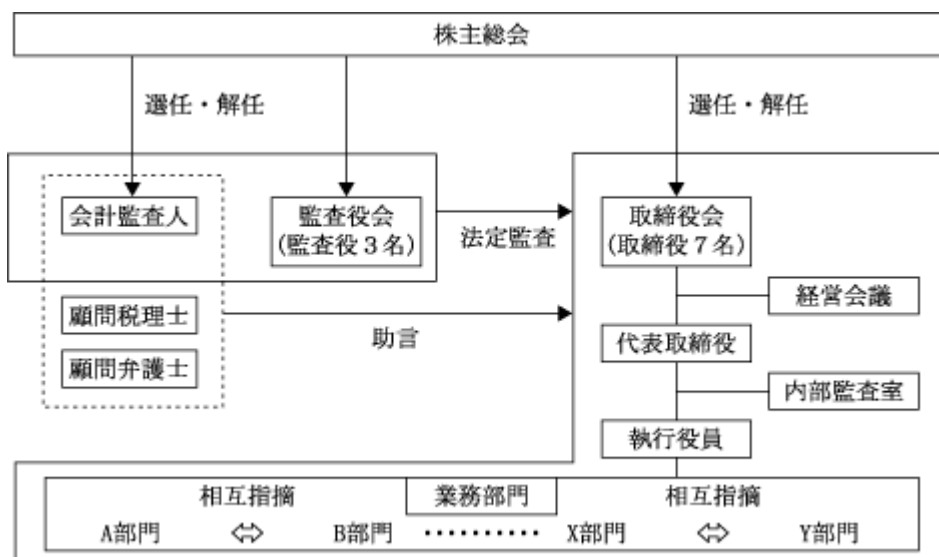 株主総会
選任・解任
選任・解任
会計監査人
監査役会
(監査役3名)
法定監査
取締役会
(取締役7名)
経営会議
顧問税理士
助言
代表取締役
顧問弁護士
内部監査室
執行役員
相互指摘
業務部門
相互指摘
A部門 ⇔ B部門 ・・・・・・・・・・ X部門 ⇔ Y部門